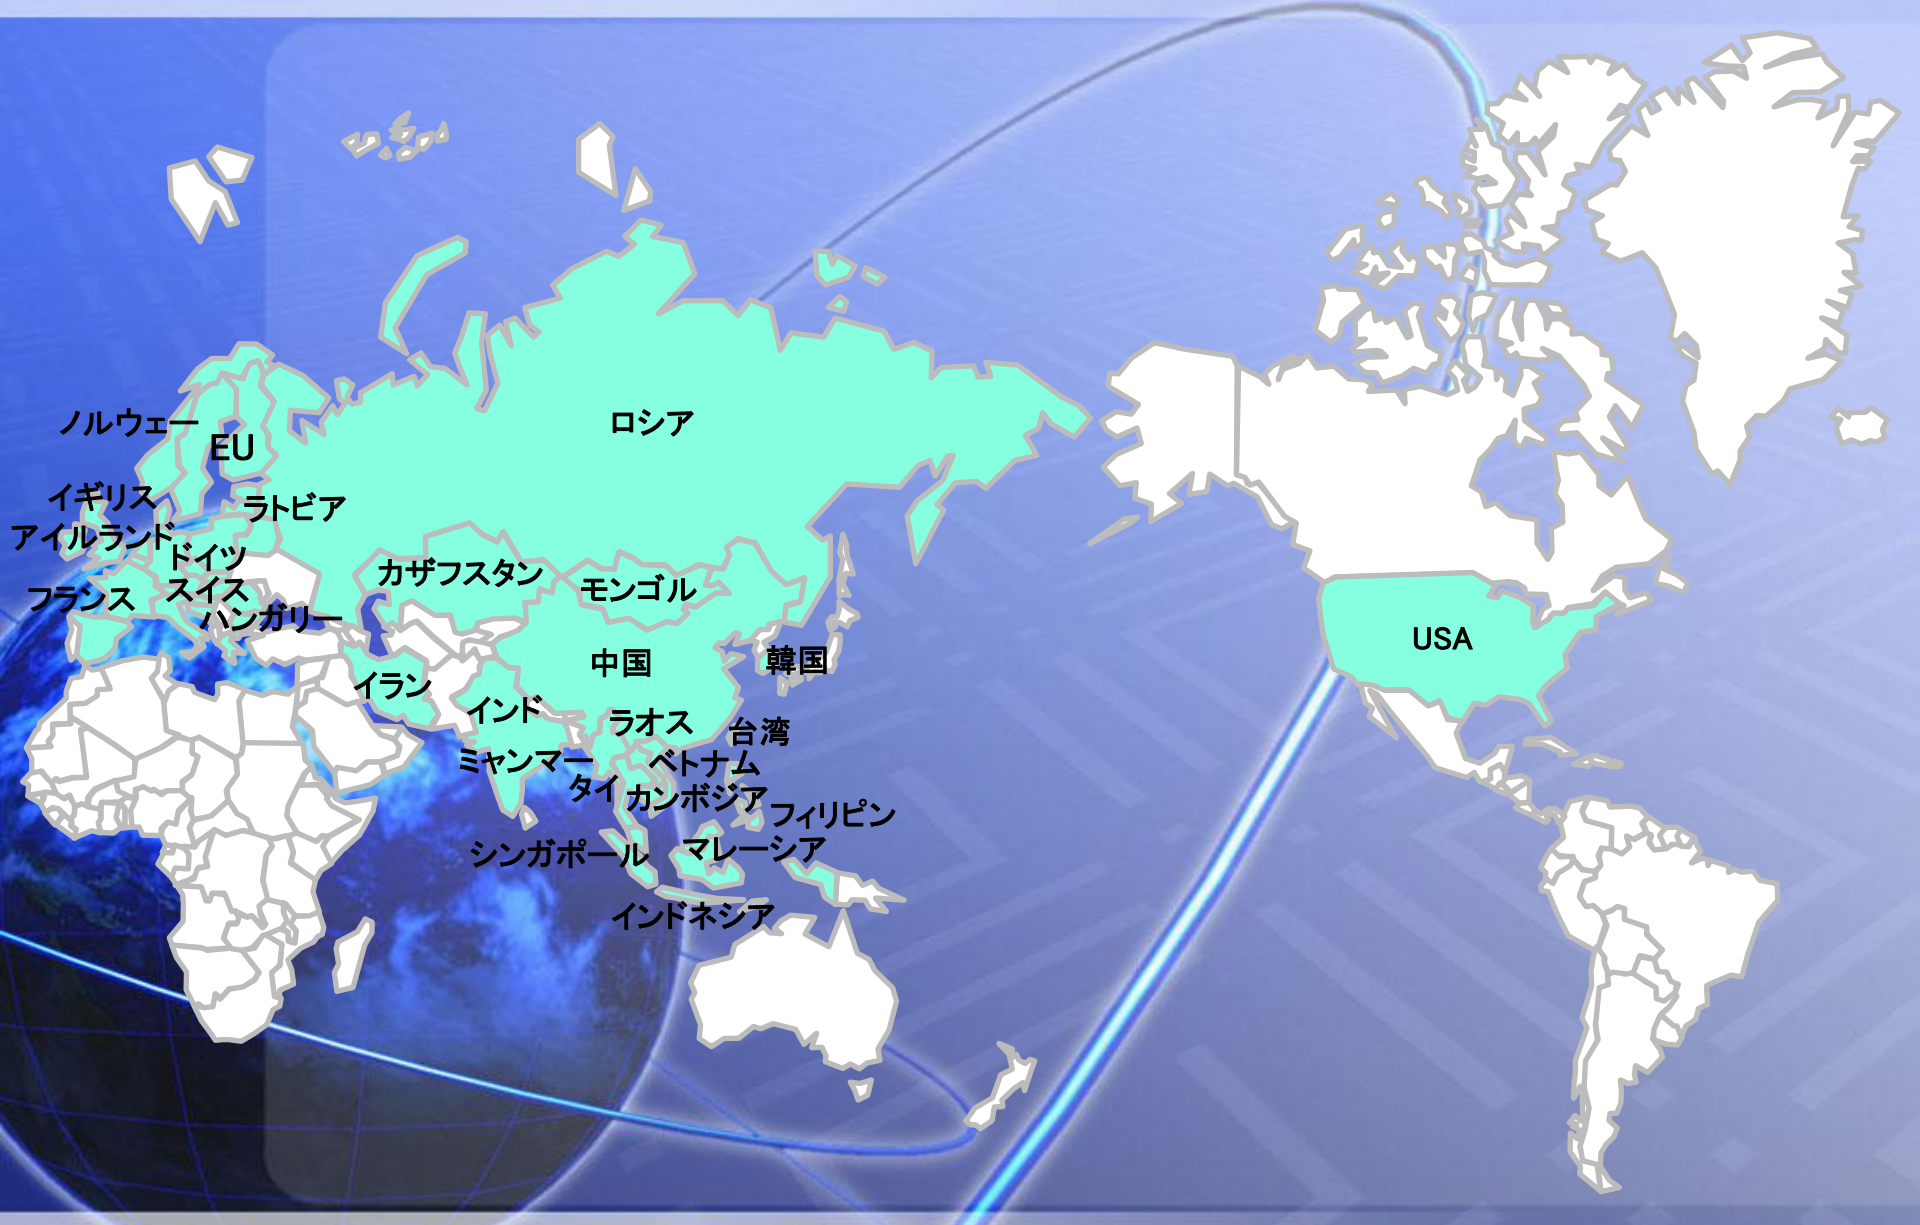 ノルウェー
ロシア
EU
イギリス
ラトビア
アイルランド
ドイツ
カザフスタン
スイス
モンゴル
フランス
ハンガリー
USA
中国
韓国
イラン
インド
ラオス
台湾
ミャンマー
ベトナム
タイ
カンボジア
フィリピン
シンガポール
マレーシア
インドネシア